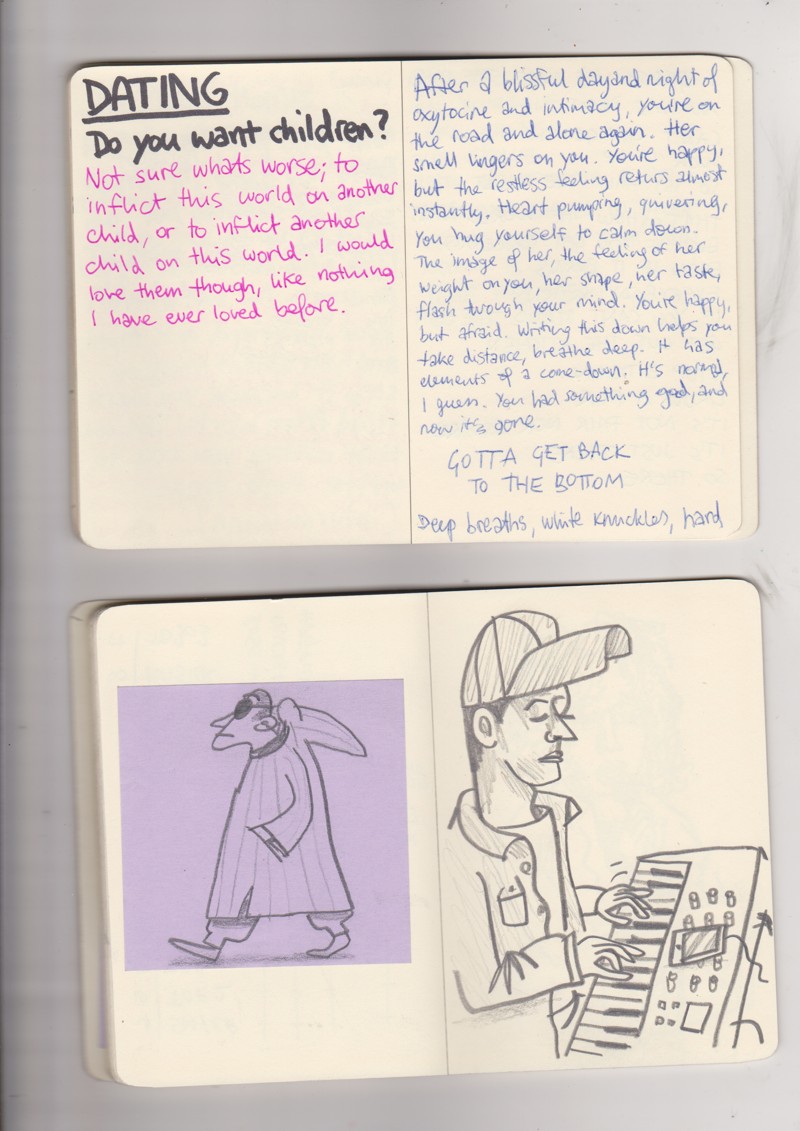 DATING
Do you want children?
Not sure whats worse; to
inflict this world on another
child, or to inflict another
child on this world. I would
love them though, like nothing
I have ever loved before.
After a blissful day and night of
oxytocine and intimacy, you're on
the road and alone again. Her
smell lingers on you. You're happy,
but the restless feeling returs almost
instantly. Heart pumping, quivering,
you hug yourself to calm down.
The image of her, the feeling of her
weight on you, her shape, her taste,
flash through your mind. You're happy,
but afraid. Writing this down helps you
take distance, breathe deep. It has
elements of a come-down. It's normal,
I guess. You had something good, and
now it's gone.
GOTTA GET BACK
TO THE BOTTOM
Deep breaths, white knuckles, hard